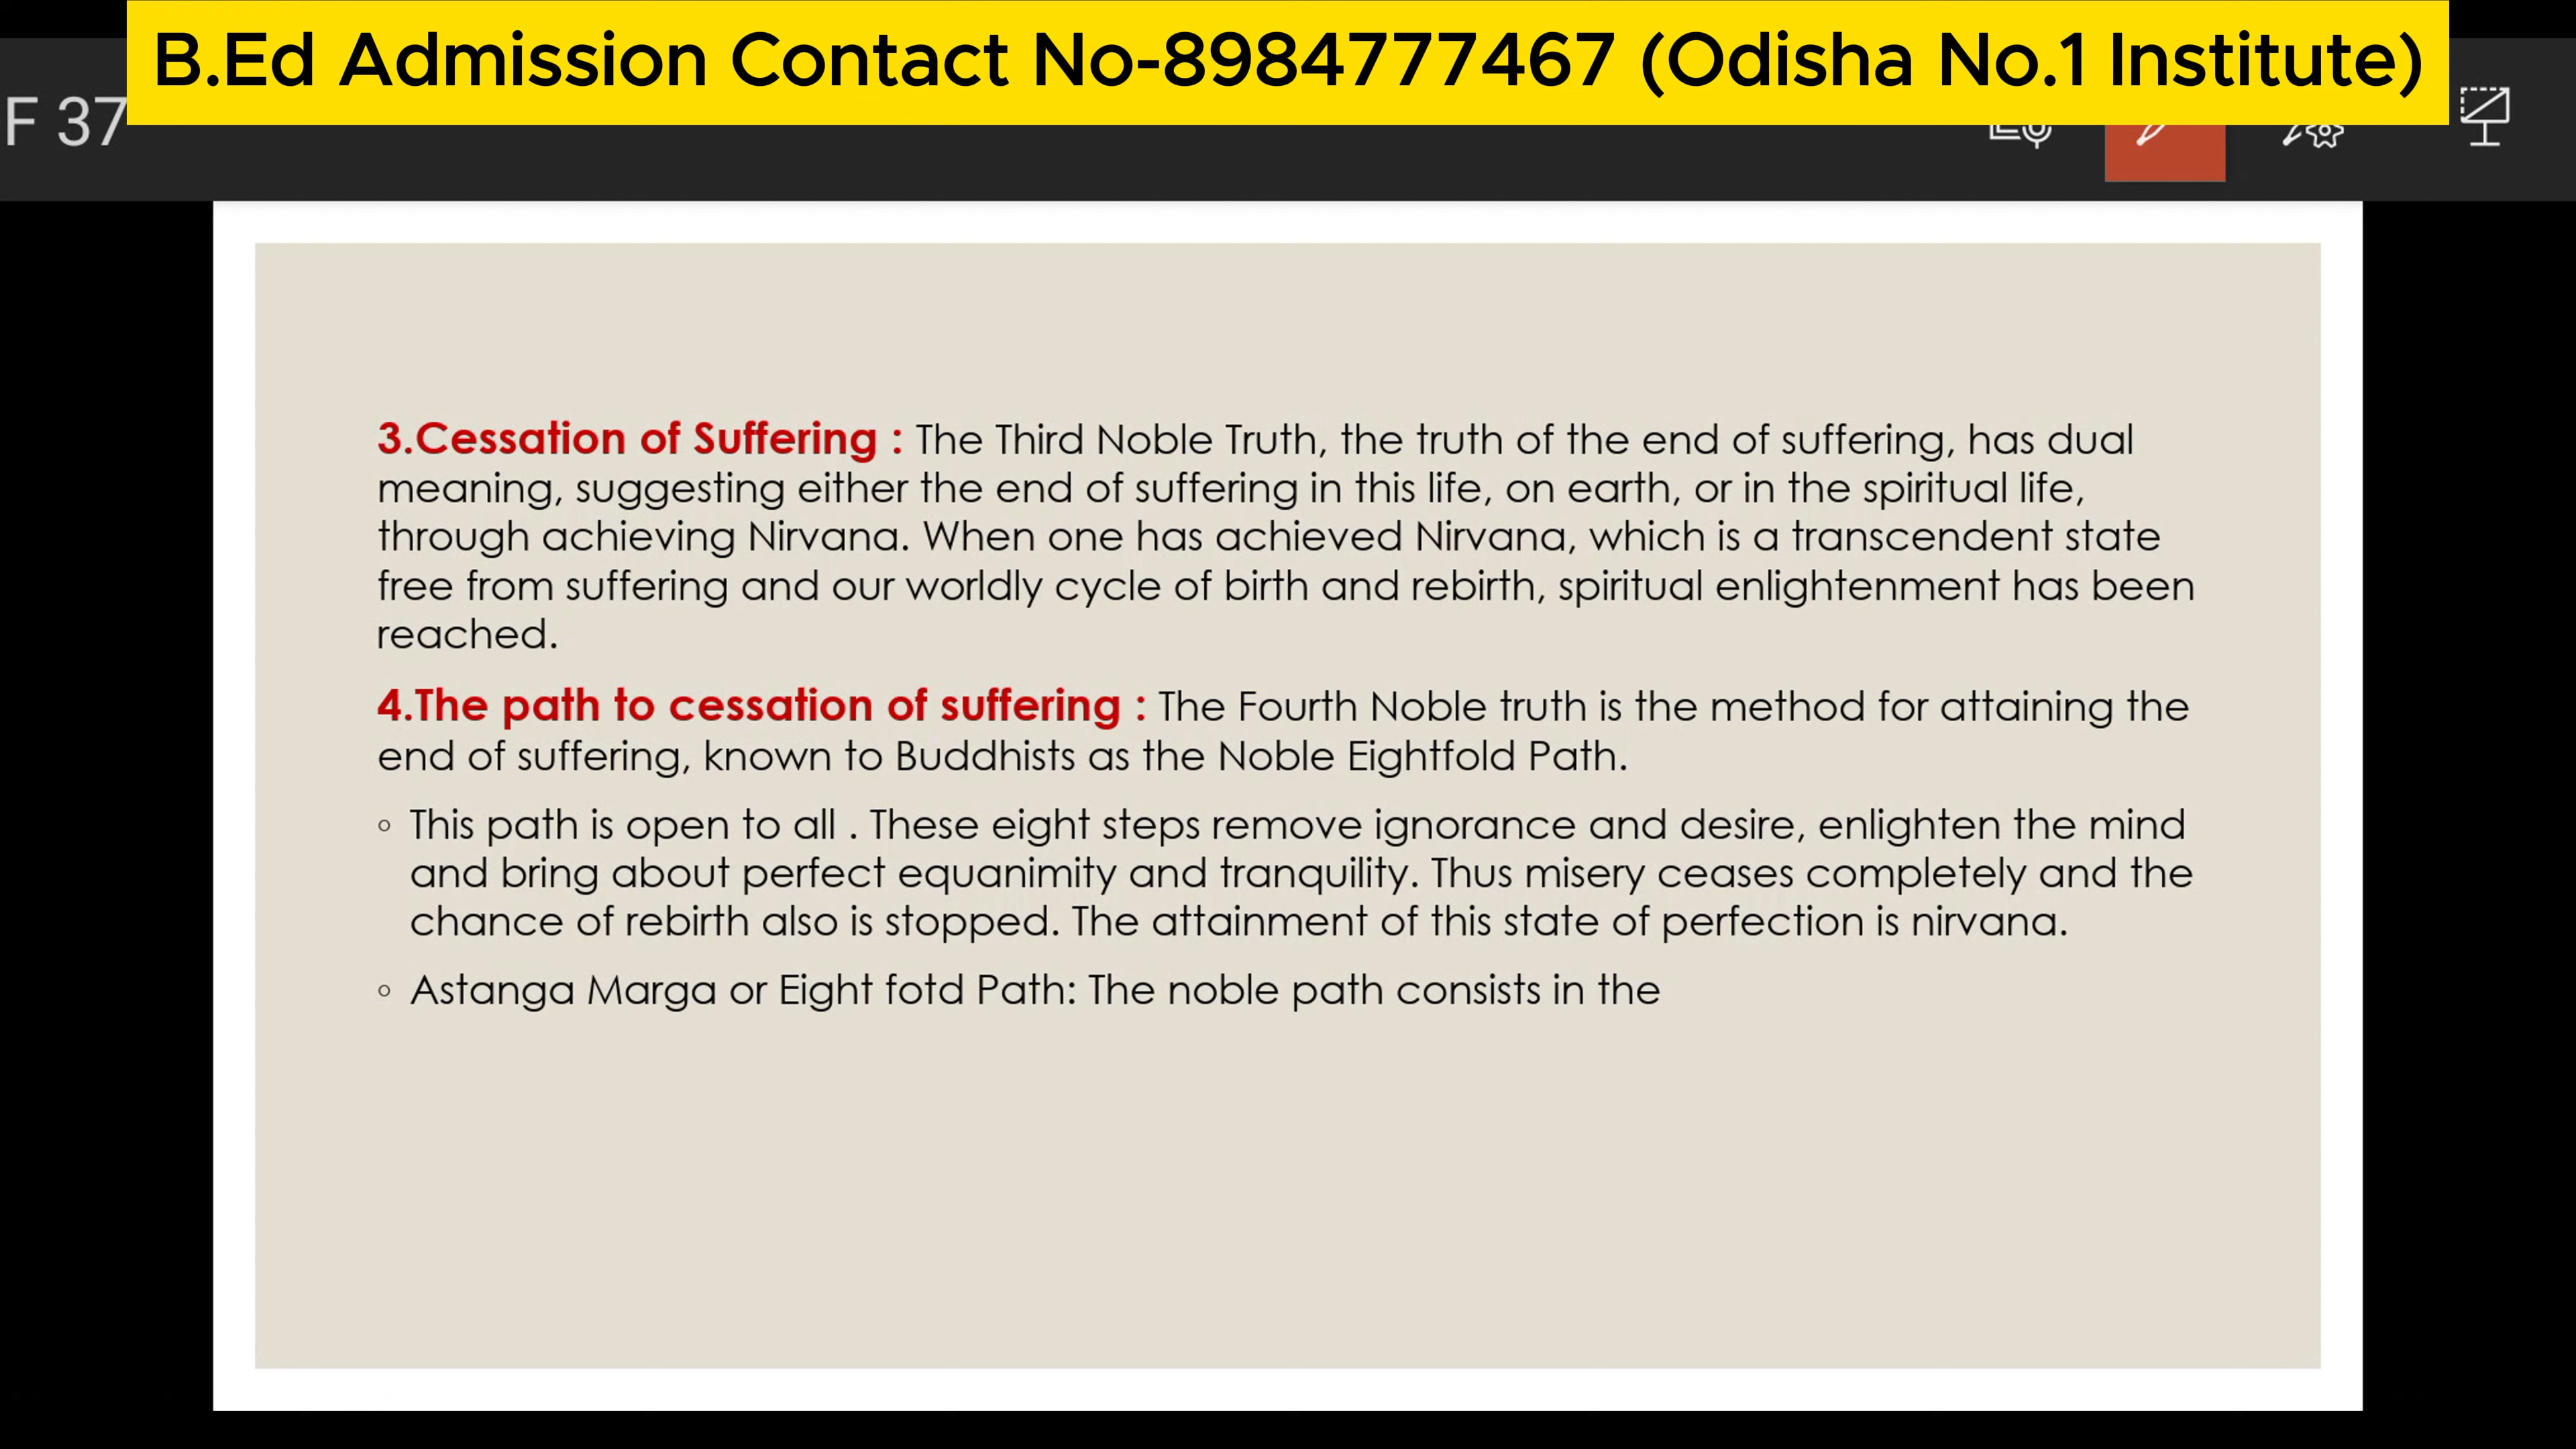 B.Ed Admission Contact No-8984777467 (Odisha No.1 Institute)
F 37
3.Cessation of Suffering : The Third Noble Truth, the truth of the end of suffering, has dual
meaning, suggesting either the end of suffering in this life, on earth, or in the spiritual life,
through achieving Nirvana. When one has achieved Nirvana, which is a transcendent state
free from suffering and our worldly cycle of birth and rebirth, spiritual enlightenment has been
reached.
4.The path to cessation of suffering : The Fourth Noble truth is the method for attaining the
end of suffering, known to Buddhists as the Noble Eightfold Path.
◦ This path is open to all . These eight steps remove ignorance and desire, enlighten the mind
and bring about perfect equanimity and tranquility. Thus misery ceases completely and the
chance of rebirth also is stopped. The attainment of this state of perfection is nirvana.
◦ Astanga Marga or Eight fotd Path: The noble path consists in the